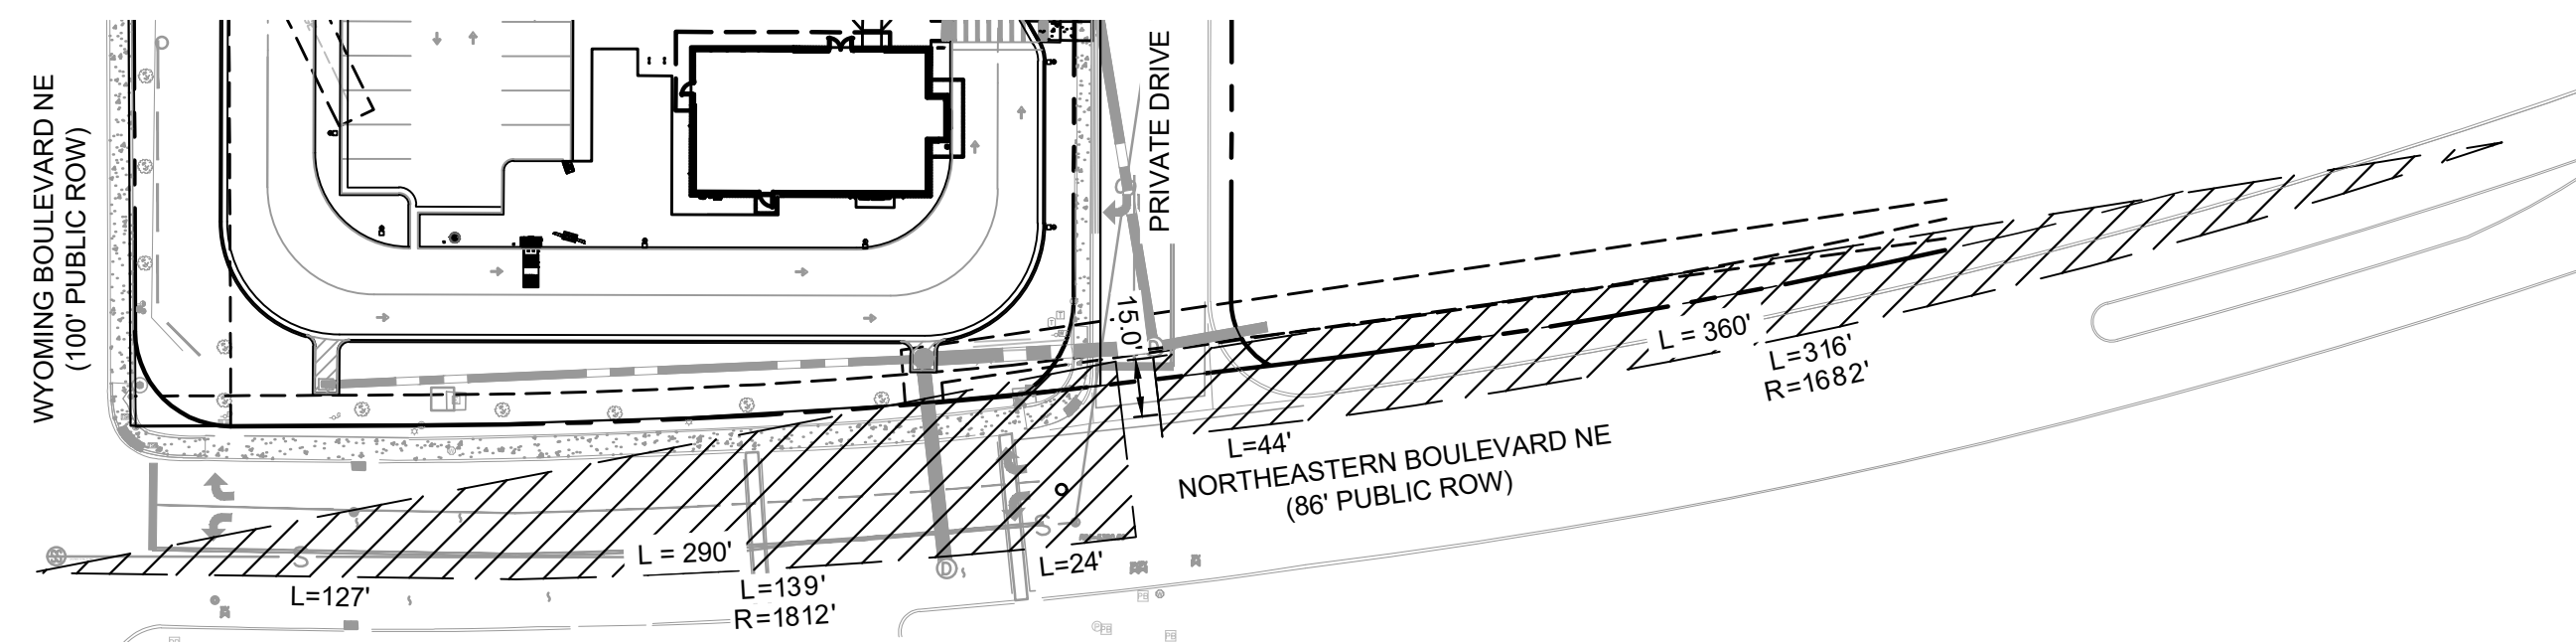 WYOMING BOULEVARD NE
(100' PUBLIC ROW)
PRIVATE DRIVE
15.0'
L = 360'
L=316'
R=1682'
L=44'
NORTHEASTERN BOULEVARD NE
(86' PUBLIC ROW)
L = 290'
L=24'
L=139'
R=1812'
L=127'
S
S
D